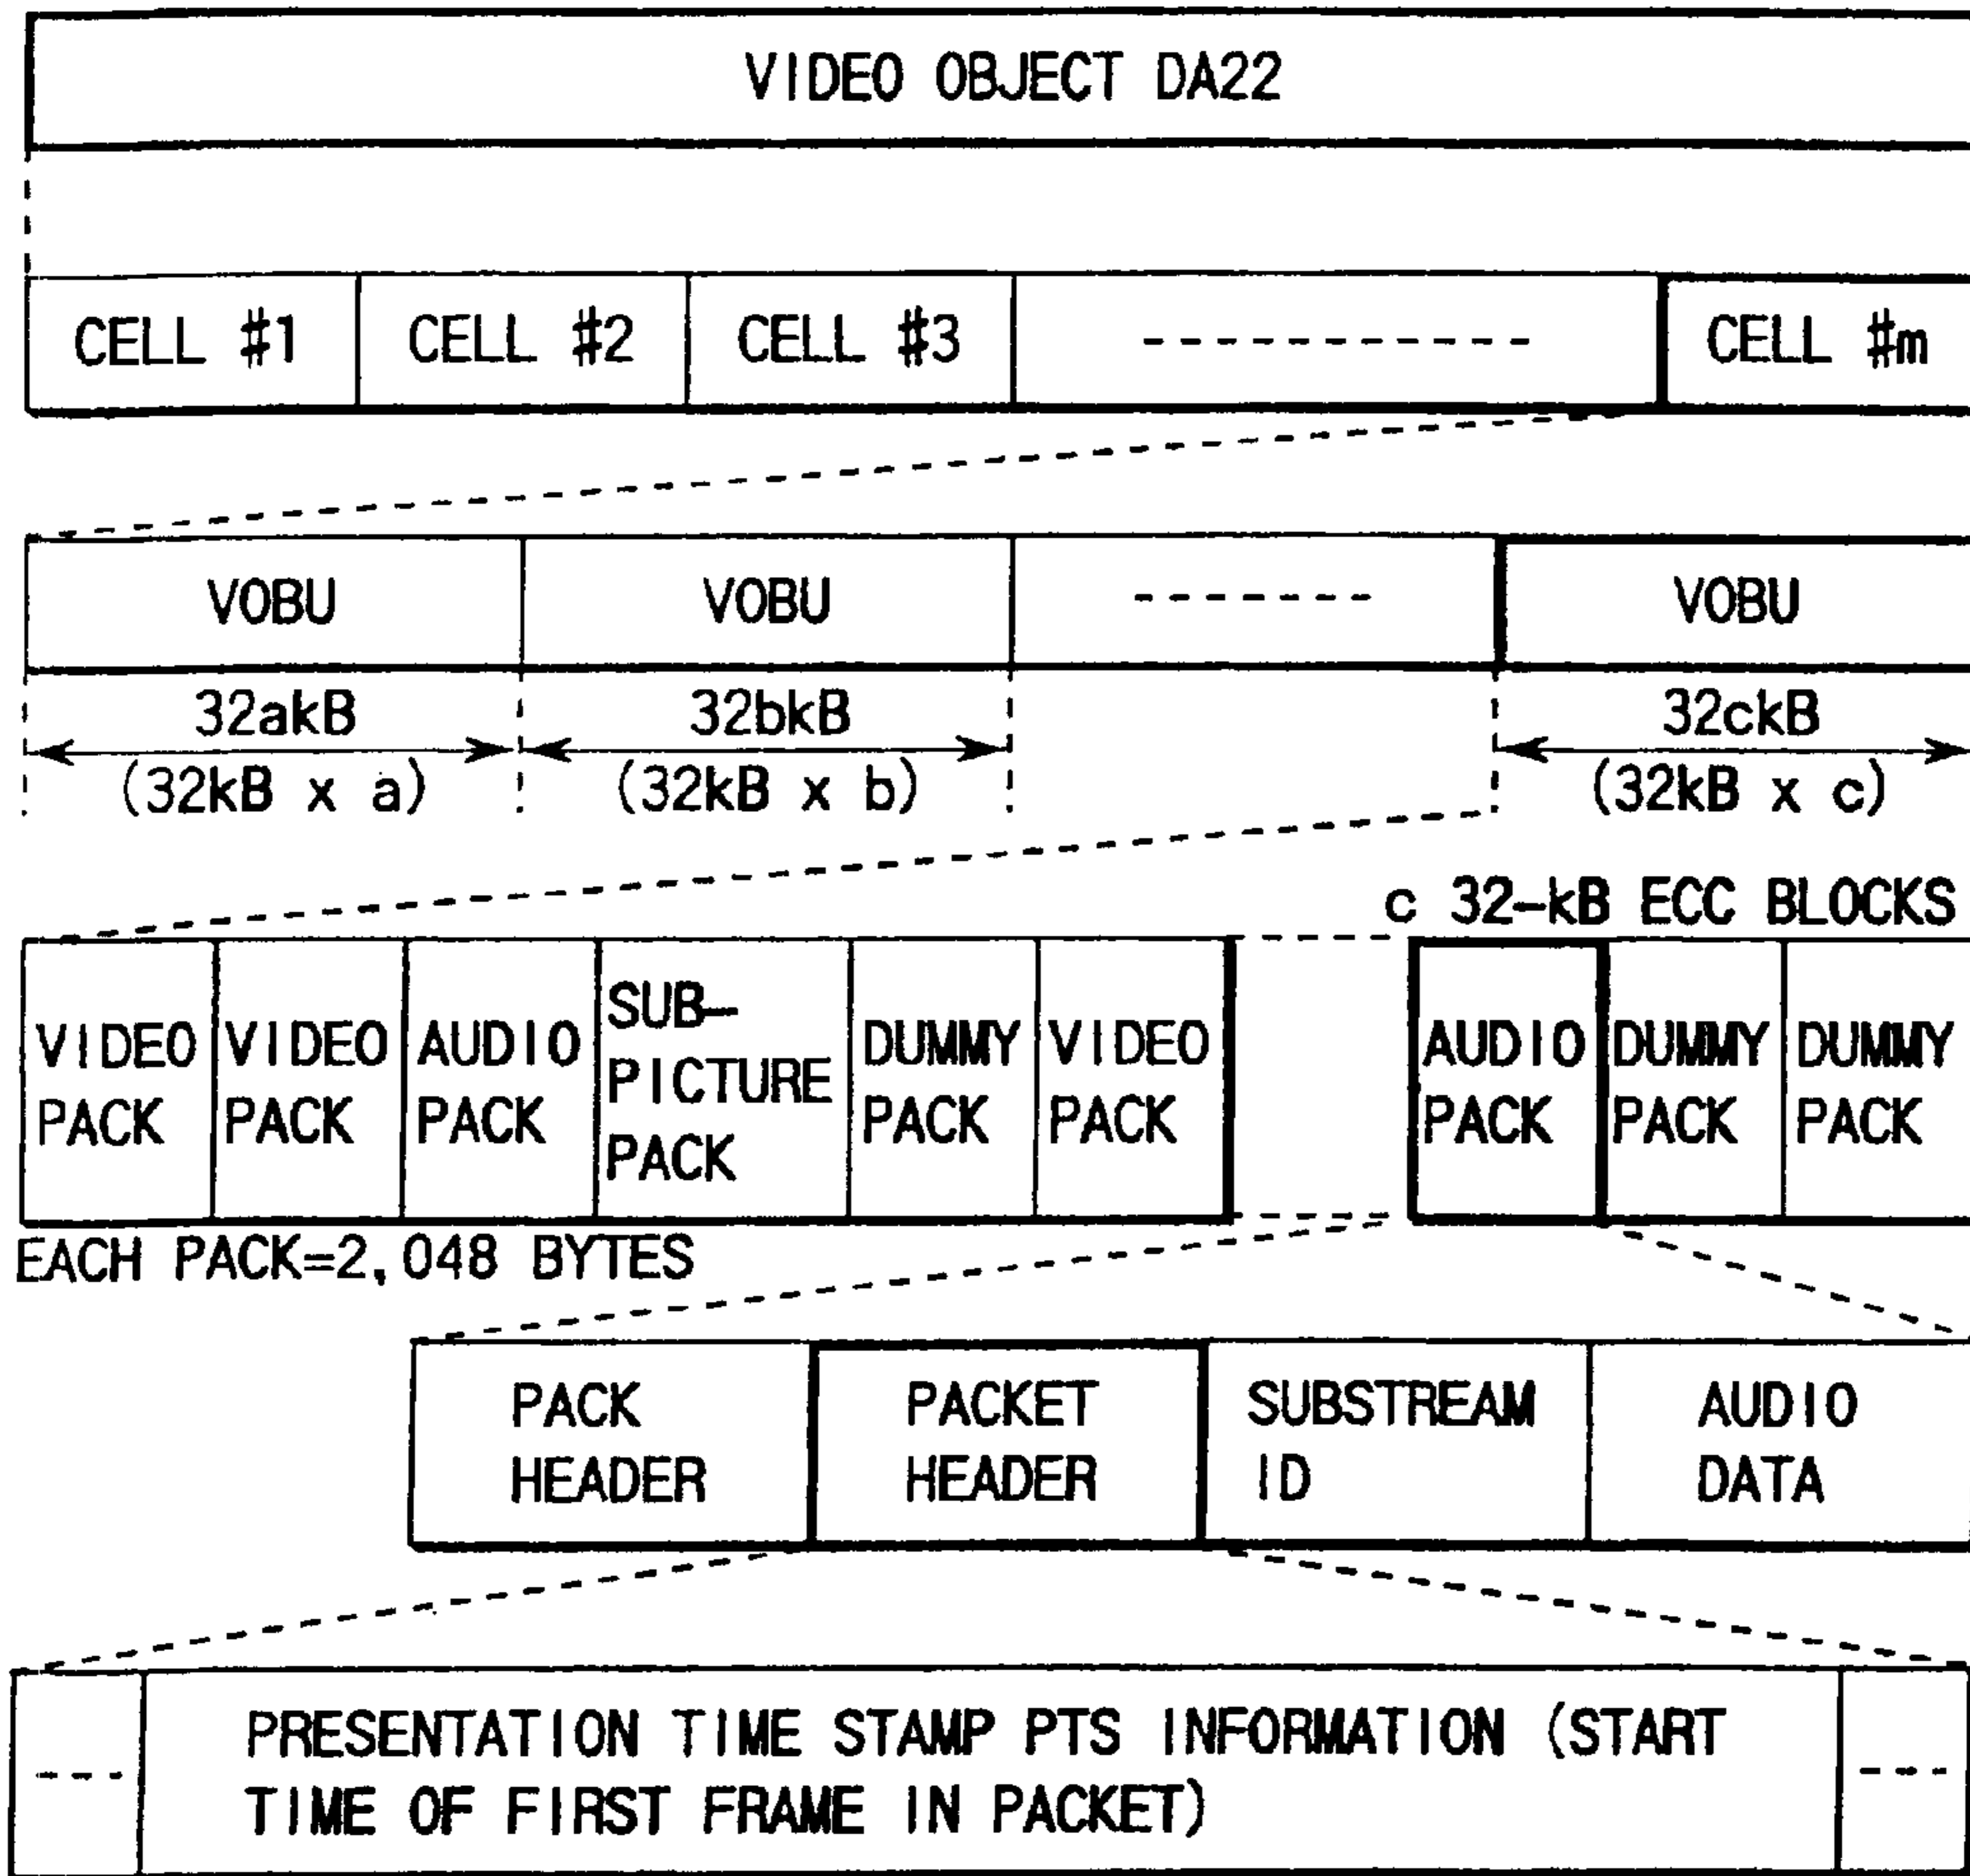 VIDEO OBJECT DA22
CELL #1 CELL #2 CELL #3 ------------ CELL #m
VOBU VOBU ------- VOBU
32akB 32bkB 32ckB
(32kB x a) (32kB x b) (32kB x c)
c 32-kB ECC BLOCKS
VIDEO PACK
VIDEO PACK
AUDIO PACK
SUB-
PICTURE
PACK
DUMMY PACK
VIDEO PACK
AUDIO PACK
DUMMY PACK
DUMMY PACK
EACH PACK=2,048 BYTES
PACK HEADER
PACKET HEADER
SUBSTREAM ID
AUDIO DATA
--- PRESENTATION TIME STAMP PTS INFORMATION (START
TIME OF FIRST FRAME IN PACKET) ---